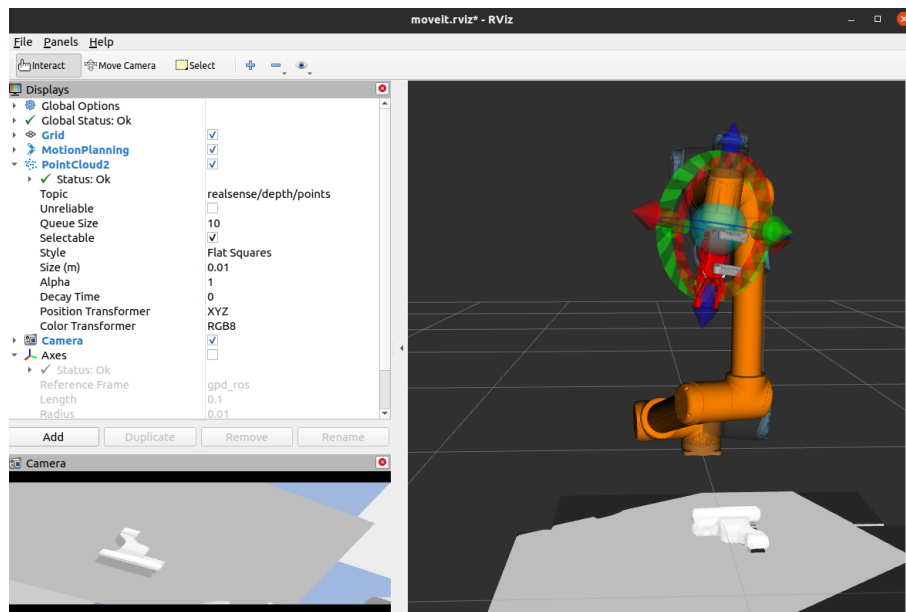 moveit.rviz* - RViz
File Panels Help
Interact Move Camera Select
Displays
Global Options
Global Status: Ok
Grid
MotionPlanning
PointCloud2
Status: Ok
Topic realsense/depth/points
Unreliable
Queue Size 10
Selectable
Style Flat Squares
Size (m) 0.01
Alpha 1
Decay Time 0
Position Transformer XYZ
Color Transformer RGB8
Camera
Axes
Status: Ok
Reference Frame gpd_ros
Length 0.1
Radius 0.01
Add Duplicate Remove Rename
Camera